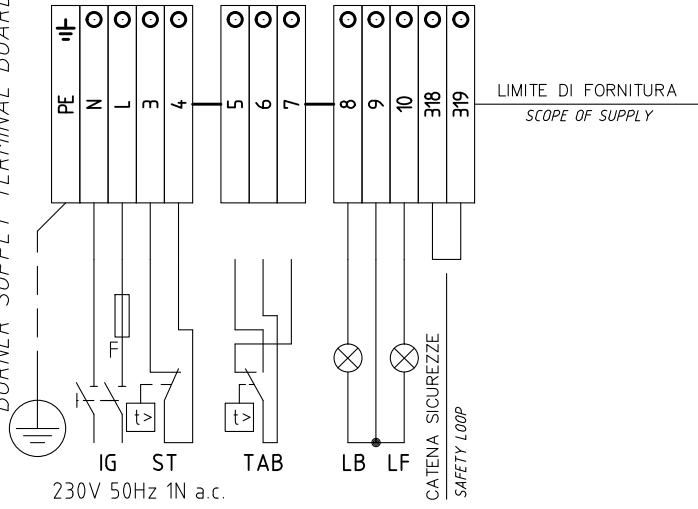 BURNER SUPPLY TERMINAL BOARD
PE N L 3 4 5 6 7 8 9 10 318 319
LIMITE DI FORNITURA
SCOPE OF SUPPLY
F
t>
t>
IG ST TAB LB LF
230V 50Hz 1N a.c.
CATENA SICUREZZE
SAFETY LOOP